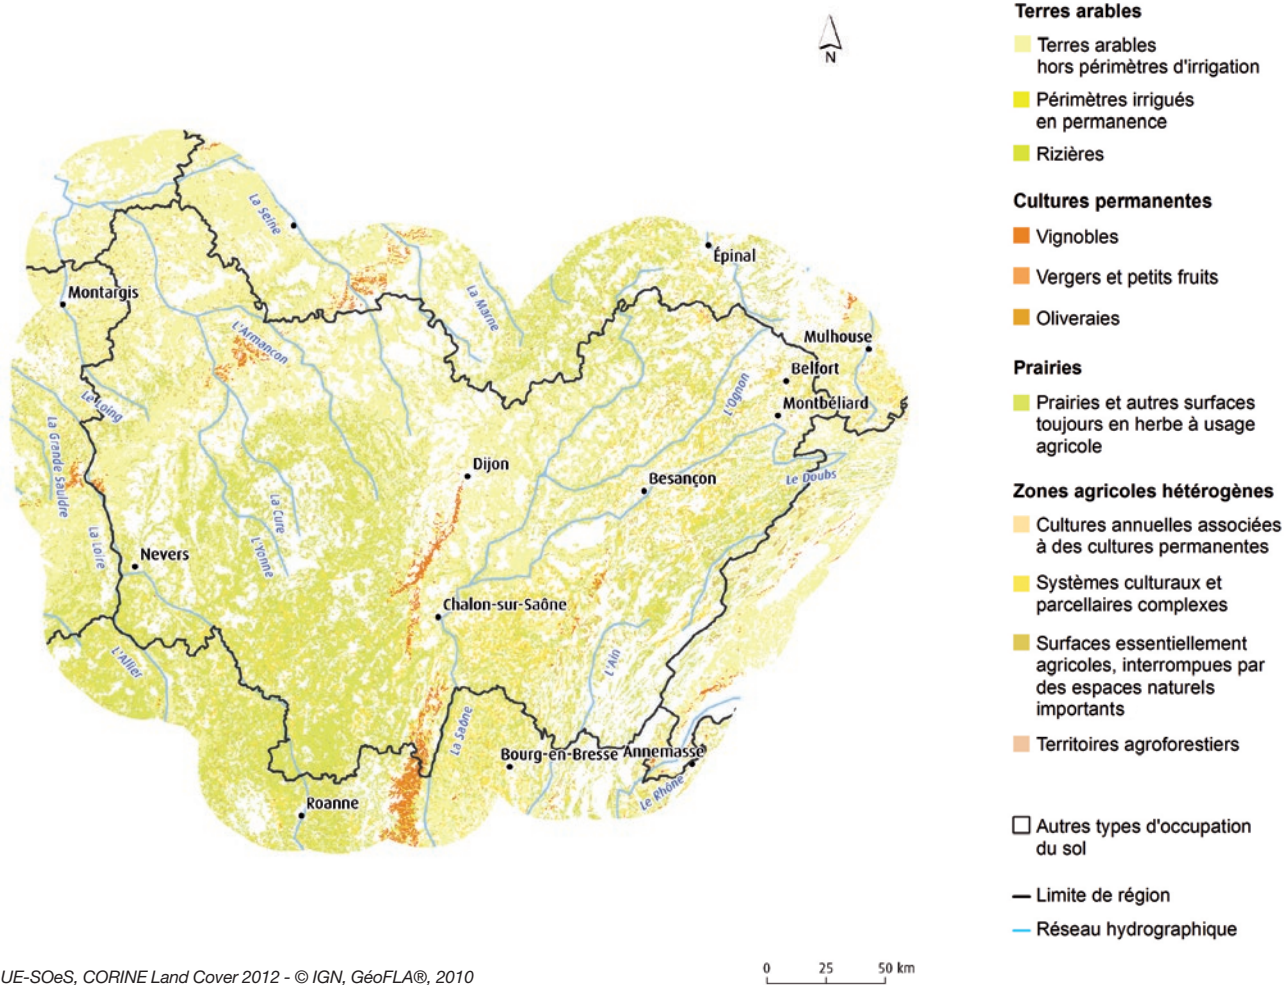 N
La Seine
Épinal
Montargis
La Marne
L'Armançon
Mulhouse
Belfort
L'Ognon
Montbéliard
Le Loing
La Grande Sauldre
Dijon
Besançon
Le Doubs
La Cure
La Loire
L'Yonne
Nevers
Chalon-sur-Saône
L'Allier
L'Ain
La Saône
Bourg-en-Bresse
Annemasse
Le Rhône
Roanne
Terres arables
Terres arables
hors périmètres d'irrigation
Périmètres irrigués
en permanence
Rizières
Cultures permanentes
Vignobles
Vergers et petits fruits
Oliveraies
Prairies
Prairies et autres surfaces
toujours en herbe à usage
agricole
Zones agricoles hétérogènes
Cultures annuelles associées
à des cultures permanentes
Systèmes culturaux et
parcellaires complexes
Surfaces essentiellement
agricoles, interrompues par
des espaces naturels
importants
Territoires agroforestiers
Autres types d'occupation
du sol
Limite de région
Réseau hydrographique
UE-SOeS, CORINE Land Cover 2012 - © IGN, GéoFLA®, 2010
0 25 50 km